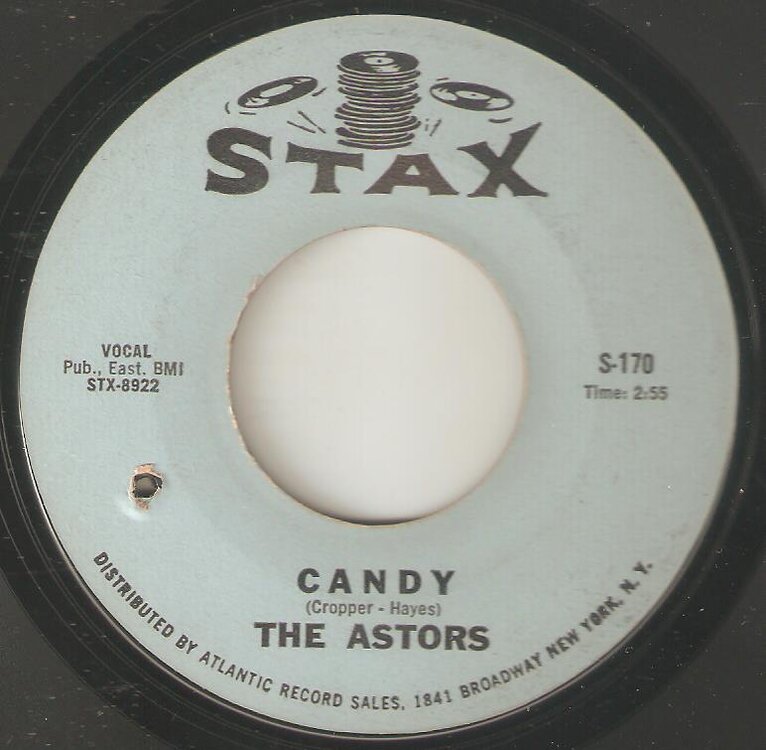 STAX
VOCAL
Pub., East. BMI
STX-8922
S-170
Time: 2:55
CANDY
(Cropper - Hayes)
THE ASTORS
DISTRIBUTED BY ATLANTIC RECORD SALES, 1841 BROADWAY NEW YORK, N. Y.